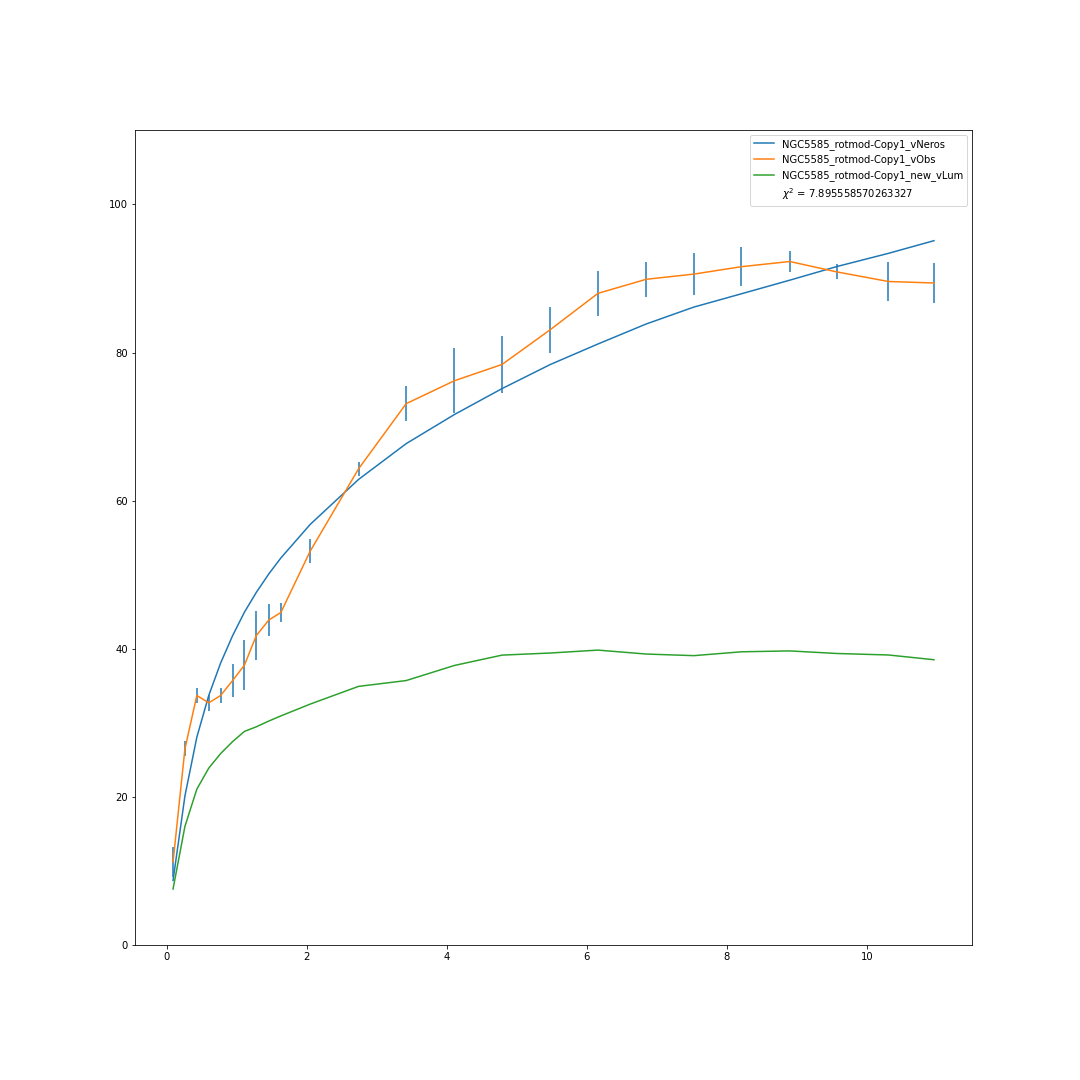 NGC5585_rotmod-Copy1_vNeros
NGC5585_rotmod-Copy1_vObs
NGC5585_rotmod-Copy1_new_vLum
χ² = 7.895558570263327
100
80
60
40
20
0
0 2 4 6 8 10